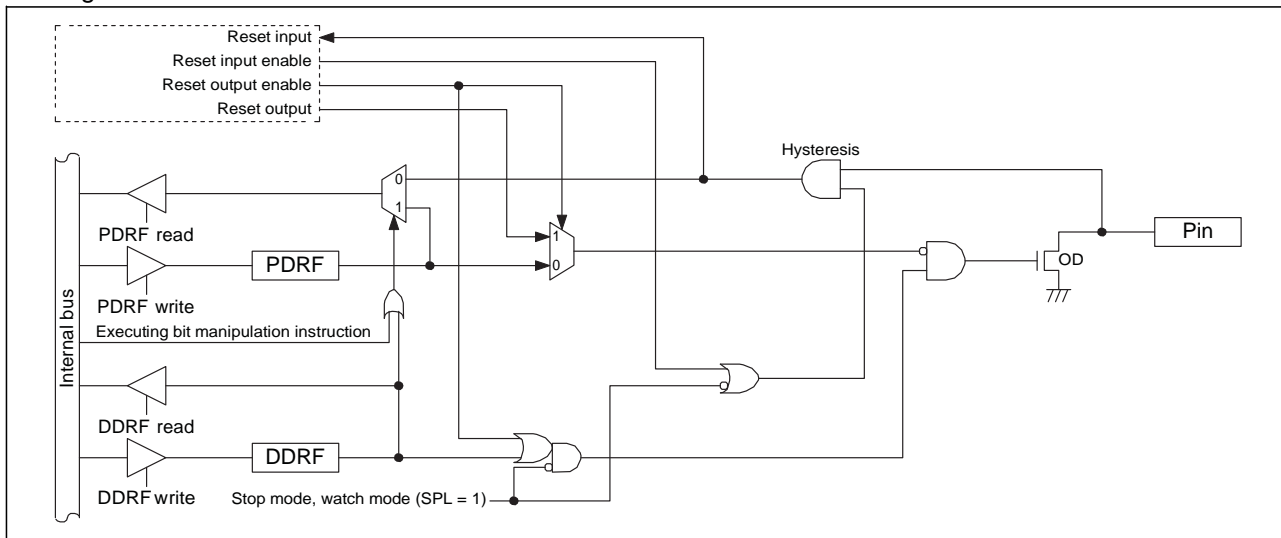 Reset input
Reset input enable
Reset output enable
Reset output
Hysteresis
0
1
PDRF read
1
0
Pin
OD
PDRF
PDRF write
Internal bus
Executing bit manipulation instruction
DDRF read
DDRF
DDRF write
Stop mode, watch mode (SPL = 1)